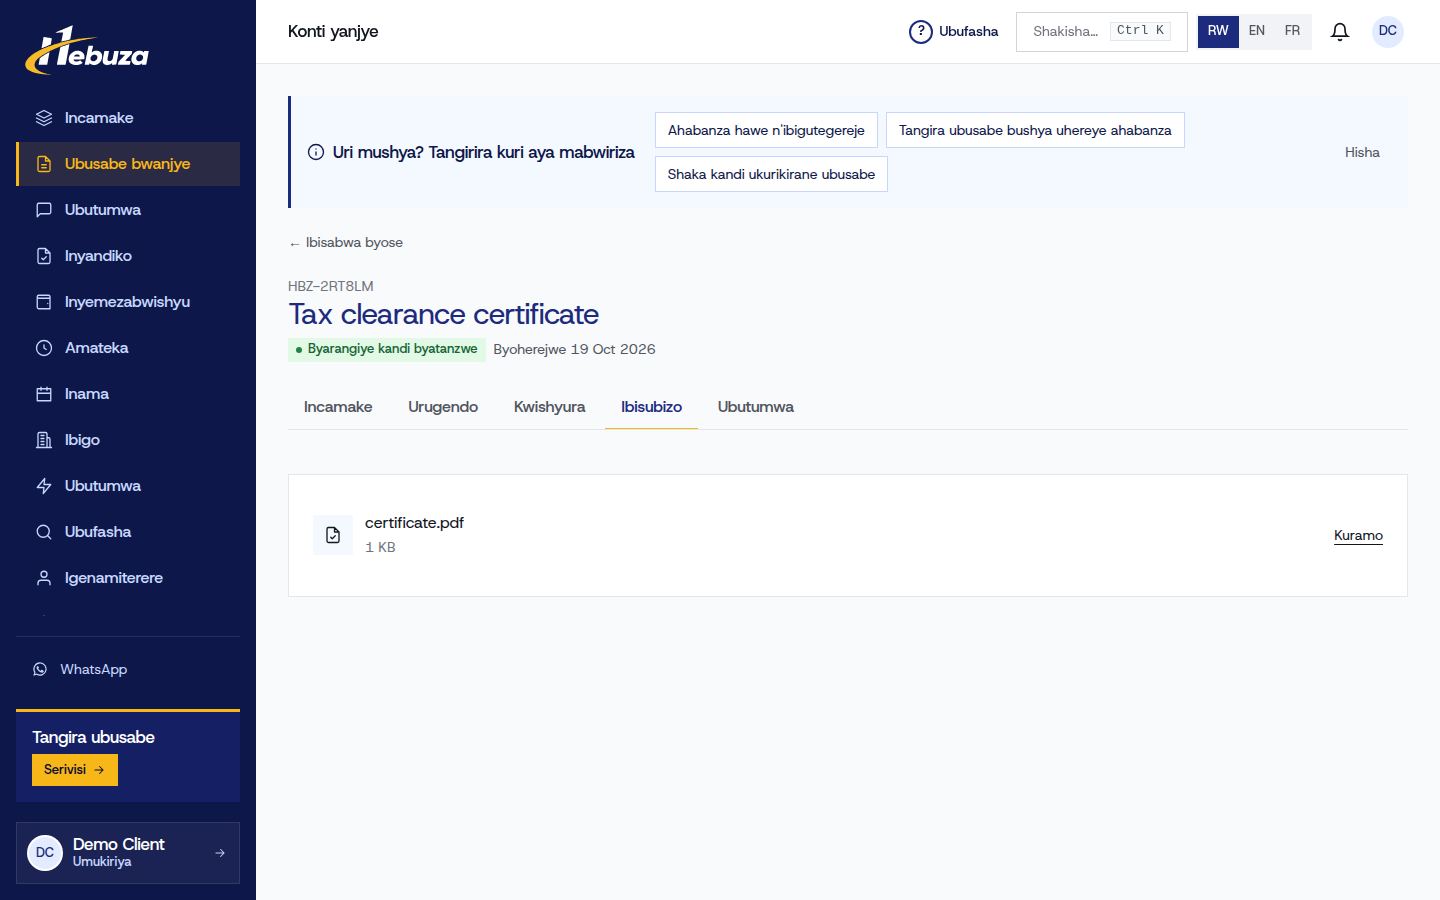 Hebuza
Incamake
Ubusabe bwanjye
Ubutumwa
Inyandiko
Inyemezabwishyu
Amateka
Inama
Ibigo
Ubutumwa
Ubufasha
Igenamiterere
WhatsApp
Tangira ubusabe
Serivisi →
DC
Demo Client
Umukiriya
→
Konti yanjye
? Ubufasha
Shakisha... Ctrl K
RW EN FR
DC
Uri mushya? Tangirira kuri aya mabwiriza
Ahabanza hawe n'ibigutegereje
Tangira ubusabe bushya uhereye ahabanza
Shaka kandi ukurikirane ubusabe
Hisha
← Ibisabwa byose
HBZ-2RT8LM
Tax clearance certificate
Byarangiye kandi byatanzwe Byoherejwe 19 Oct 2026
Incamake Urugendo Kwishyura Ibisubizo Ubutumwa
certificate.pdf
1 KB
Kuramo